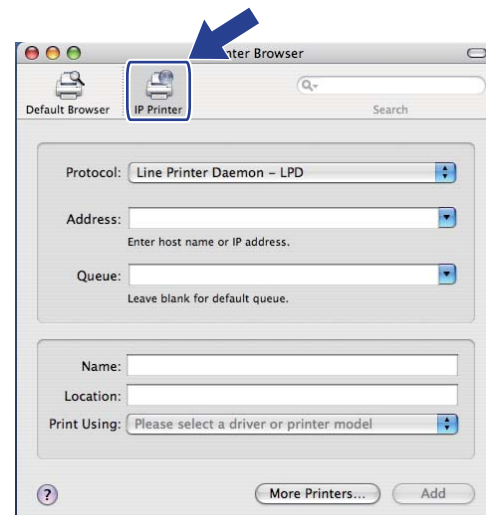 nter Browser
Default Browser
IP Printer
Q
Search
Protocol: Line Printer Daemon – LPD
Address:
Enter host name or IP address.
Queue:
Leave blank for default queue.
Name:
Location:
Print Using: Please select a driver or printer model
?
More Printers... Add